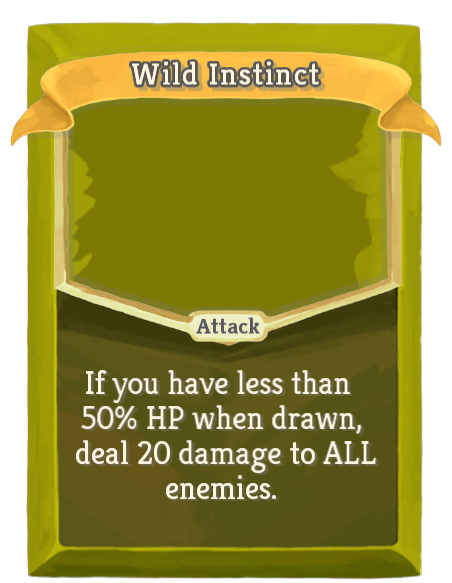 Wild Instinct
Attack
If you have less than
50% HP when drawn,
deal 20 damage to ALL
enemies.